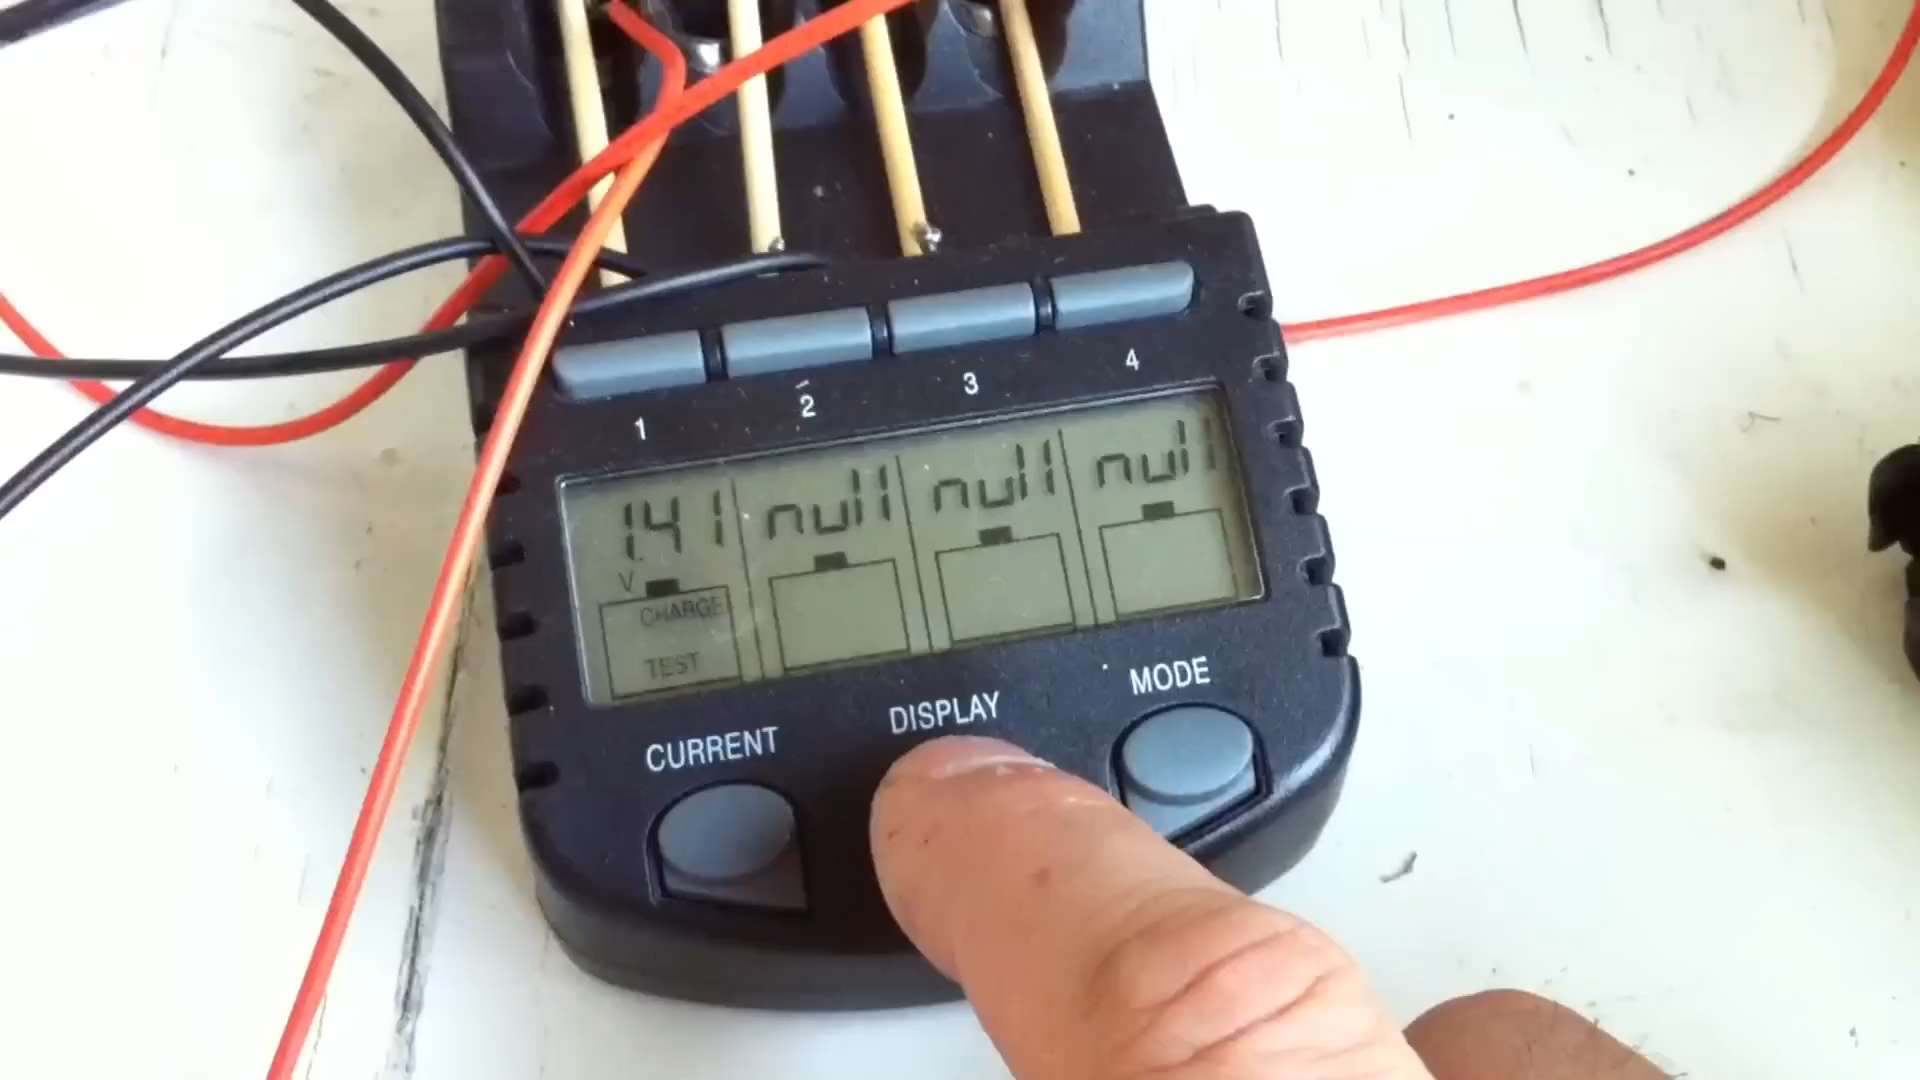 1 2 3 4
1.41 null null null
V
CHARGE
TEST
CURRENT DISPLAY MODE